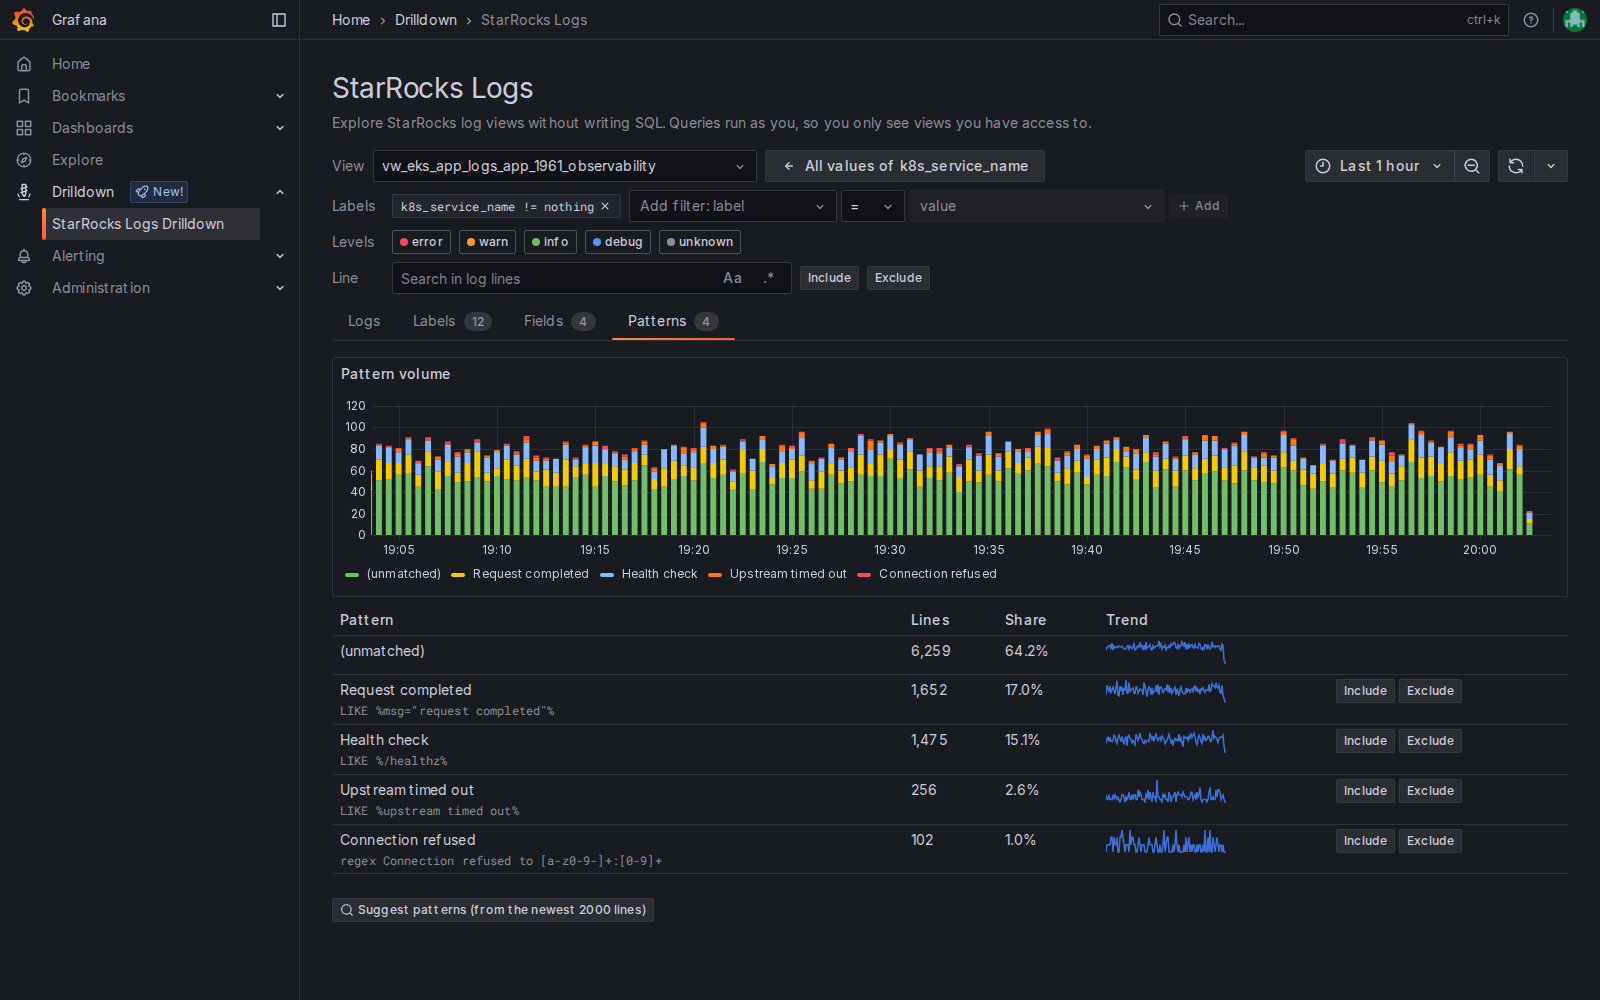 Grafana
Home › Drilldown › StarRocks Logs
Search...
ctrl+k
Home
Bookmarks
Dashboards
Explore
Drilldown
New!
StarRocks Logs Drilldown
Alerting
Administration
StarRocks Logs
Explore StarRocks log views without writing SQL. Queries run as you, so you only see views you have access to.
View
vw_eks_app_logs_app_1961_observability
All values of k8s_service_name
Last 1 hour
Labels
k8s_service_name != nothing ×
Add filter: label
=
value
+ Add
Levels
error
warn
info
debug
unknown
Line
Search in log lines
Aa
.*
Include
Exclude
Logs
Labels 12
Fields 4
Patterns 4
Pattern volume
120
100
80
60
40
20
0
19:05 19:10 19:15 19:20 19:25 19:30 19:35 19:40 19:45 19:50 19:55 20:00
(unmatched) Request completed Health check Upstream timed out Connection refused
Pattern Lines Share Trend
(unmatched) 6,259 64.2%
Request completed 1,652 17.0% Include Exclude
LIKE %msg="request completed"%
Health check 1,475 15.1% Include Exclude
LIKE %/healthz%
Upstream timed out 256 2.6% Include Exclude
LIKE %upstream timed out%
Connection refused 102 1.0% Include Exclude
regex Connection refused to [a-z0-9-]+:[0-9]+
Suggest patterns (from the newest 2000 lines)